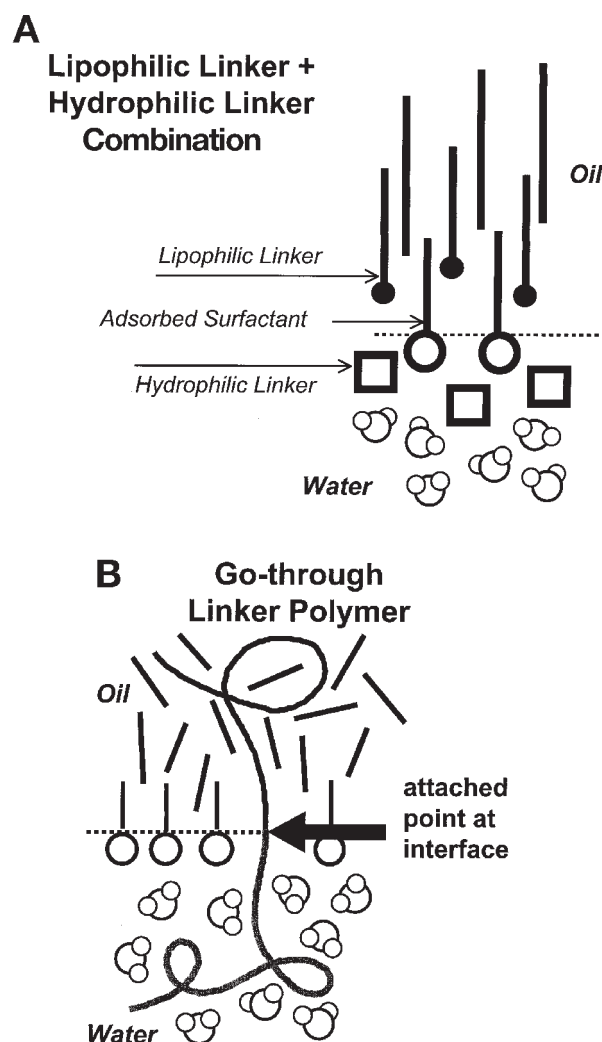 A
Lipophilic Linker +
Hydrophilic Linker
Combination
Oil
Lipophilic Linker
Adsorbed Surfactant
Hydrophilic Linker
Water
B
Go-through
Linker Polymer
Oil
attached
point at
interface
Water